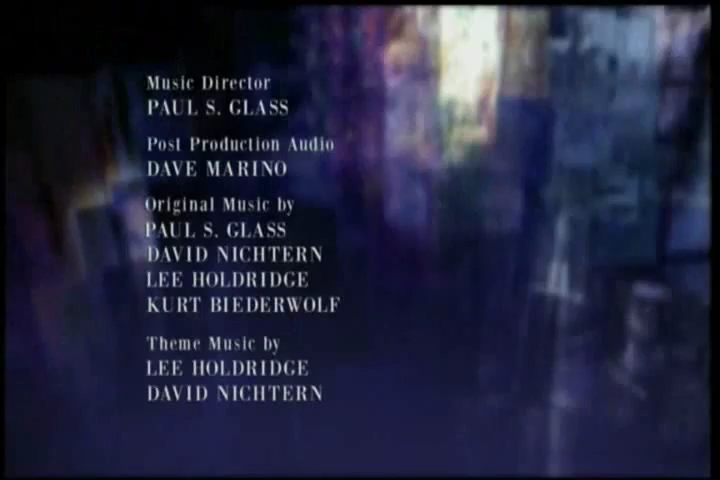 Music Director
PAUL S. GLASS
Post Production Audio
DAVE MARINO
Original Music by
PAUL S. GLASS
DAVID NICHTERN
LEE HOLDRIDGE
KURT BIEDERWOLF
Theme Music by
LEE HOLDRIDGE
DAVID NICHTERN